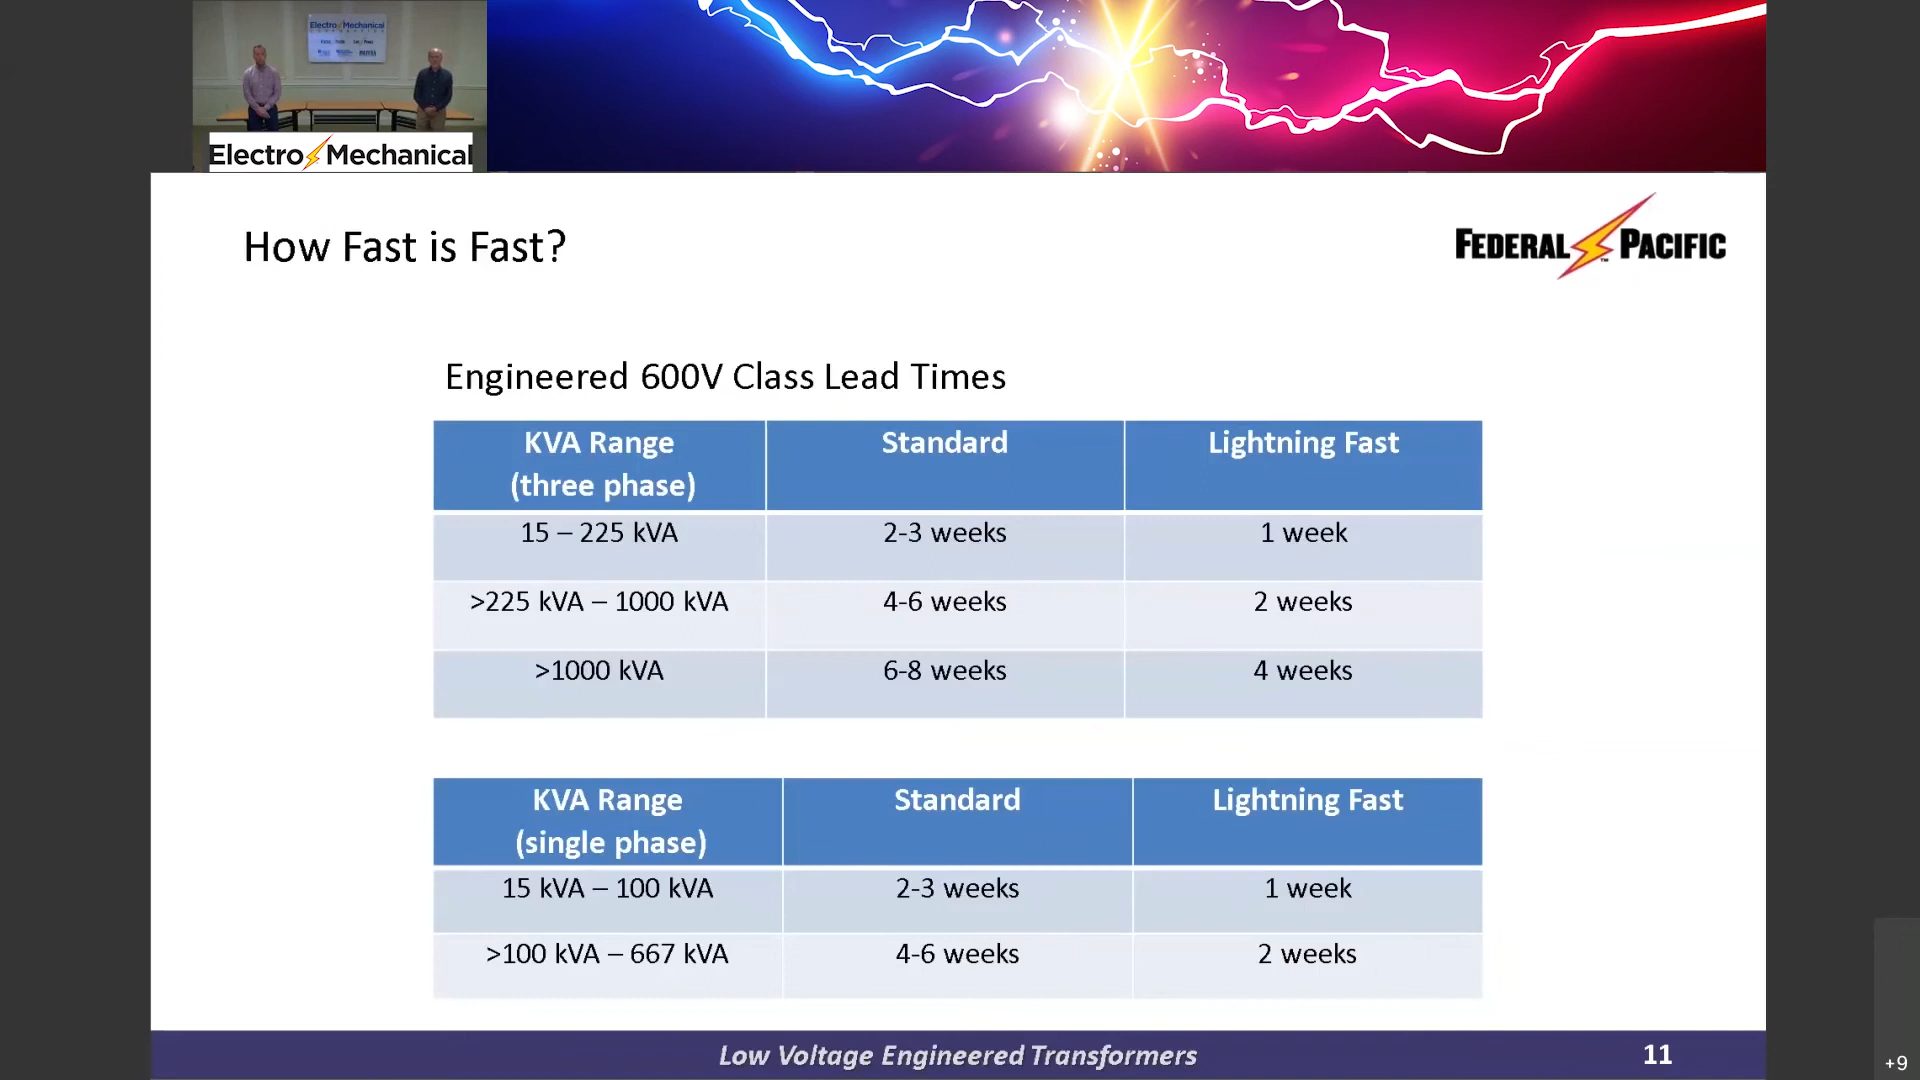 Electro Mechanical
Electro Mechanical
How Fast is Fast?
FEDERAL PACIFIC
TM
Engineered 600V Class Lead Times
KVA Range (three phase) Standard Lightning Fast
15 – 225 kVA 2-3 weeks 1 week
>225 kVA – 1000 kVA 4-6 weeks 2 weeks
>1000 kVA 6-8 weeks 4 weeks
KVA Range (single phase) Standard Lightning Fast
15 kVA – 100 kVA 2-3 weeks 1 week
>100 kVA – 667 kVA 4-6 weeks 2 weeks
Low Voltage Engineered Transformers 11
+9